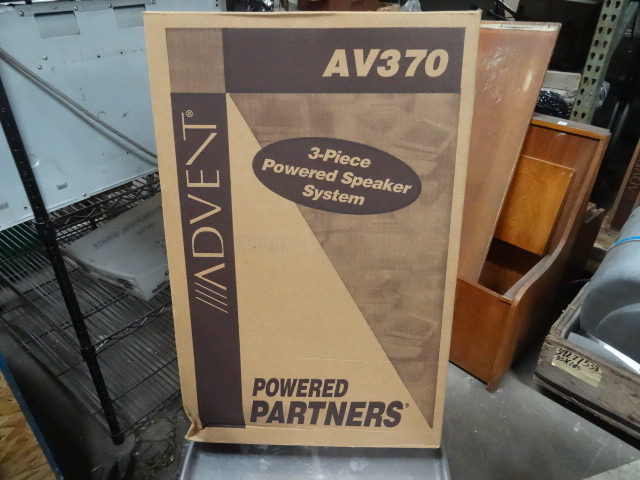 AV370
///ADVENT®
3-Piece
Powered Speaker
System
POWERED
PARTNERS®